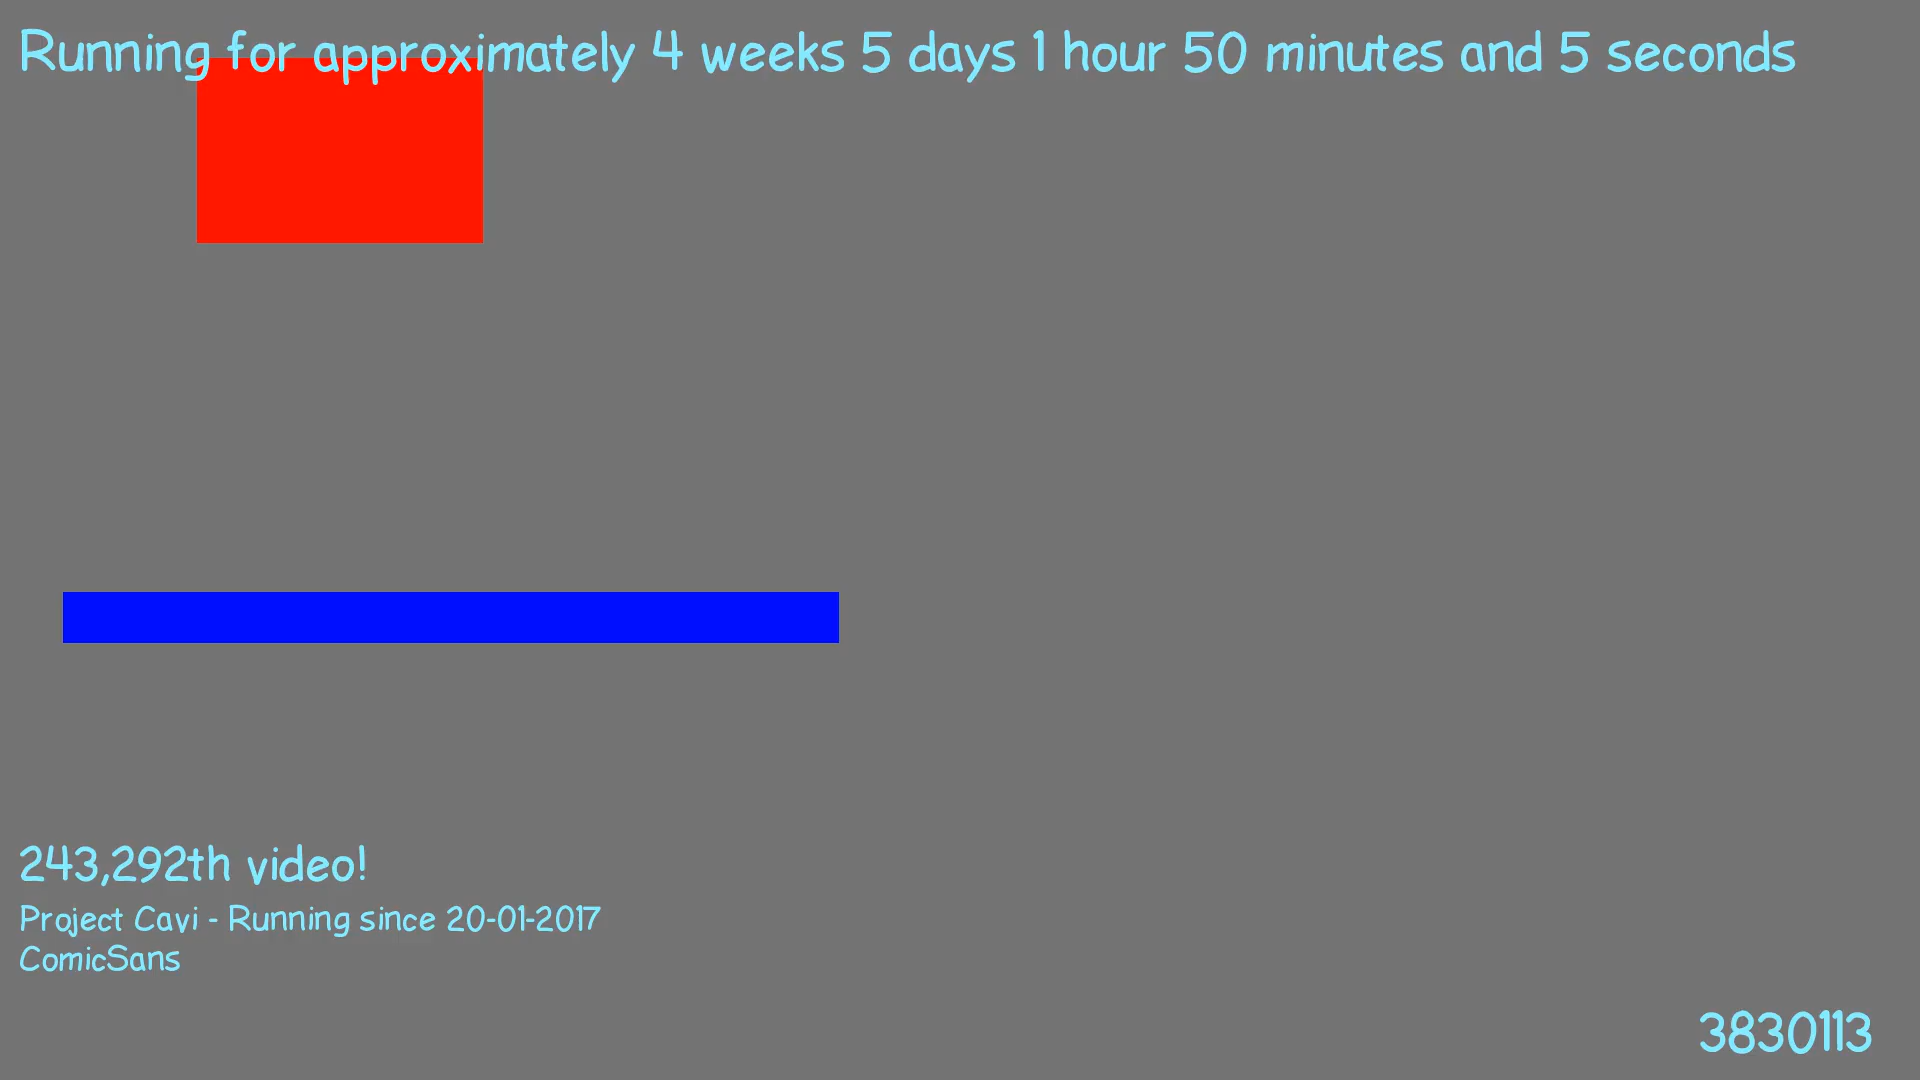 Running for approximately 4 weeks 5 days 1 hour 50 minutes and 5 seconds
243,292th video!
Project Cavi - Running since 20-01-2017
ComicSans
3830113